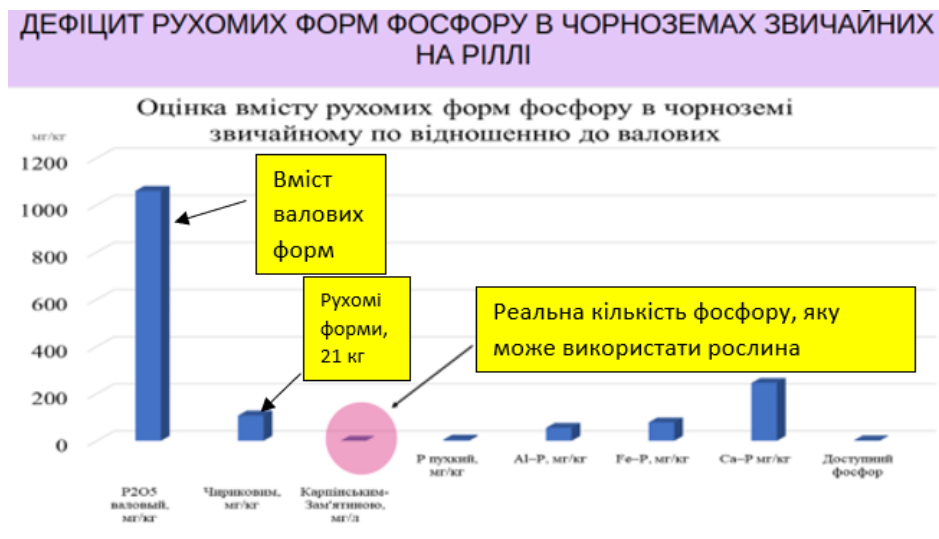 ДЕФІЦИТ РУХОМИХ ФОРМ ФОСФОРУ В ЧОРНОЗЕМАХ ЗВИЧАЙНИХ
НА РІЛЛІ
Оцінка вмісту рухомих форм фосфору в чорноземі
звичайному по відношенню до валових
мг/кг
1200
1000
800
600
400
200
0
Вміст
валових
форм
Рухомі
форми,
21 кг
Реальна кількість фосфору, яку
може використати рослина
P2O5
валовый,
мг/кг
Чириковим,
мг/кг
Карпінським-
Зам'ятиною,
мг/л
Р пухкий,
мг/кг
Al–P, мг/кг
Fe–P, мг/кг
Ca–P мг/кг
Доступний
фосфор